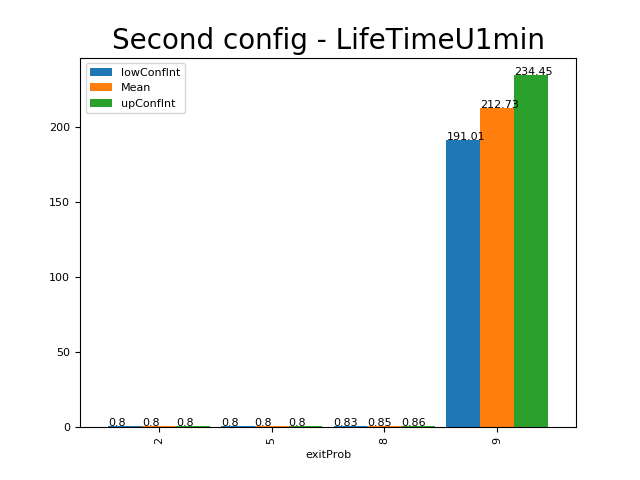 Second config - LifeTimeU1min
lowConfInt
Mean
upConfInt
234.45
212.73
191.01
200
150
100
50
0
0.8 0.8 0.8 0.8 0.8 0.8 0.83 0.85 0.86
2 5 8 9
exitProb